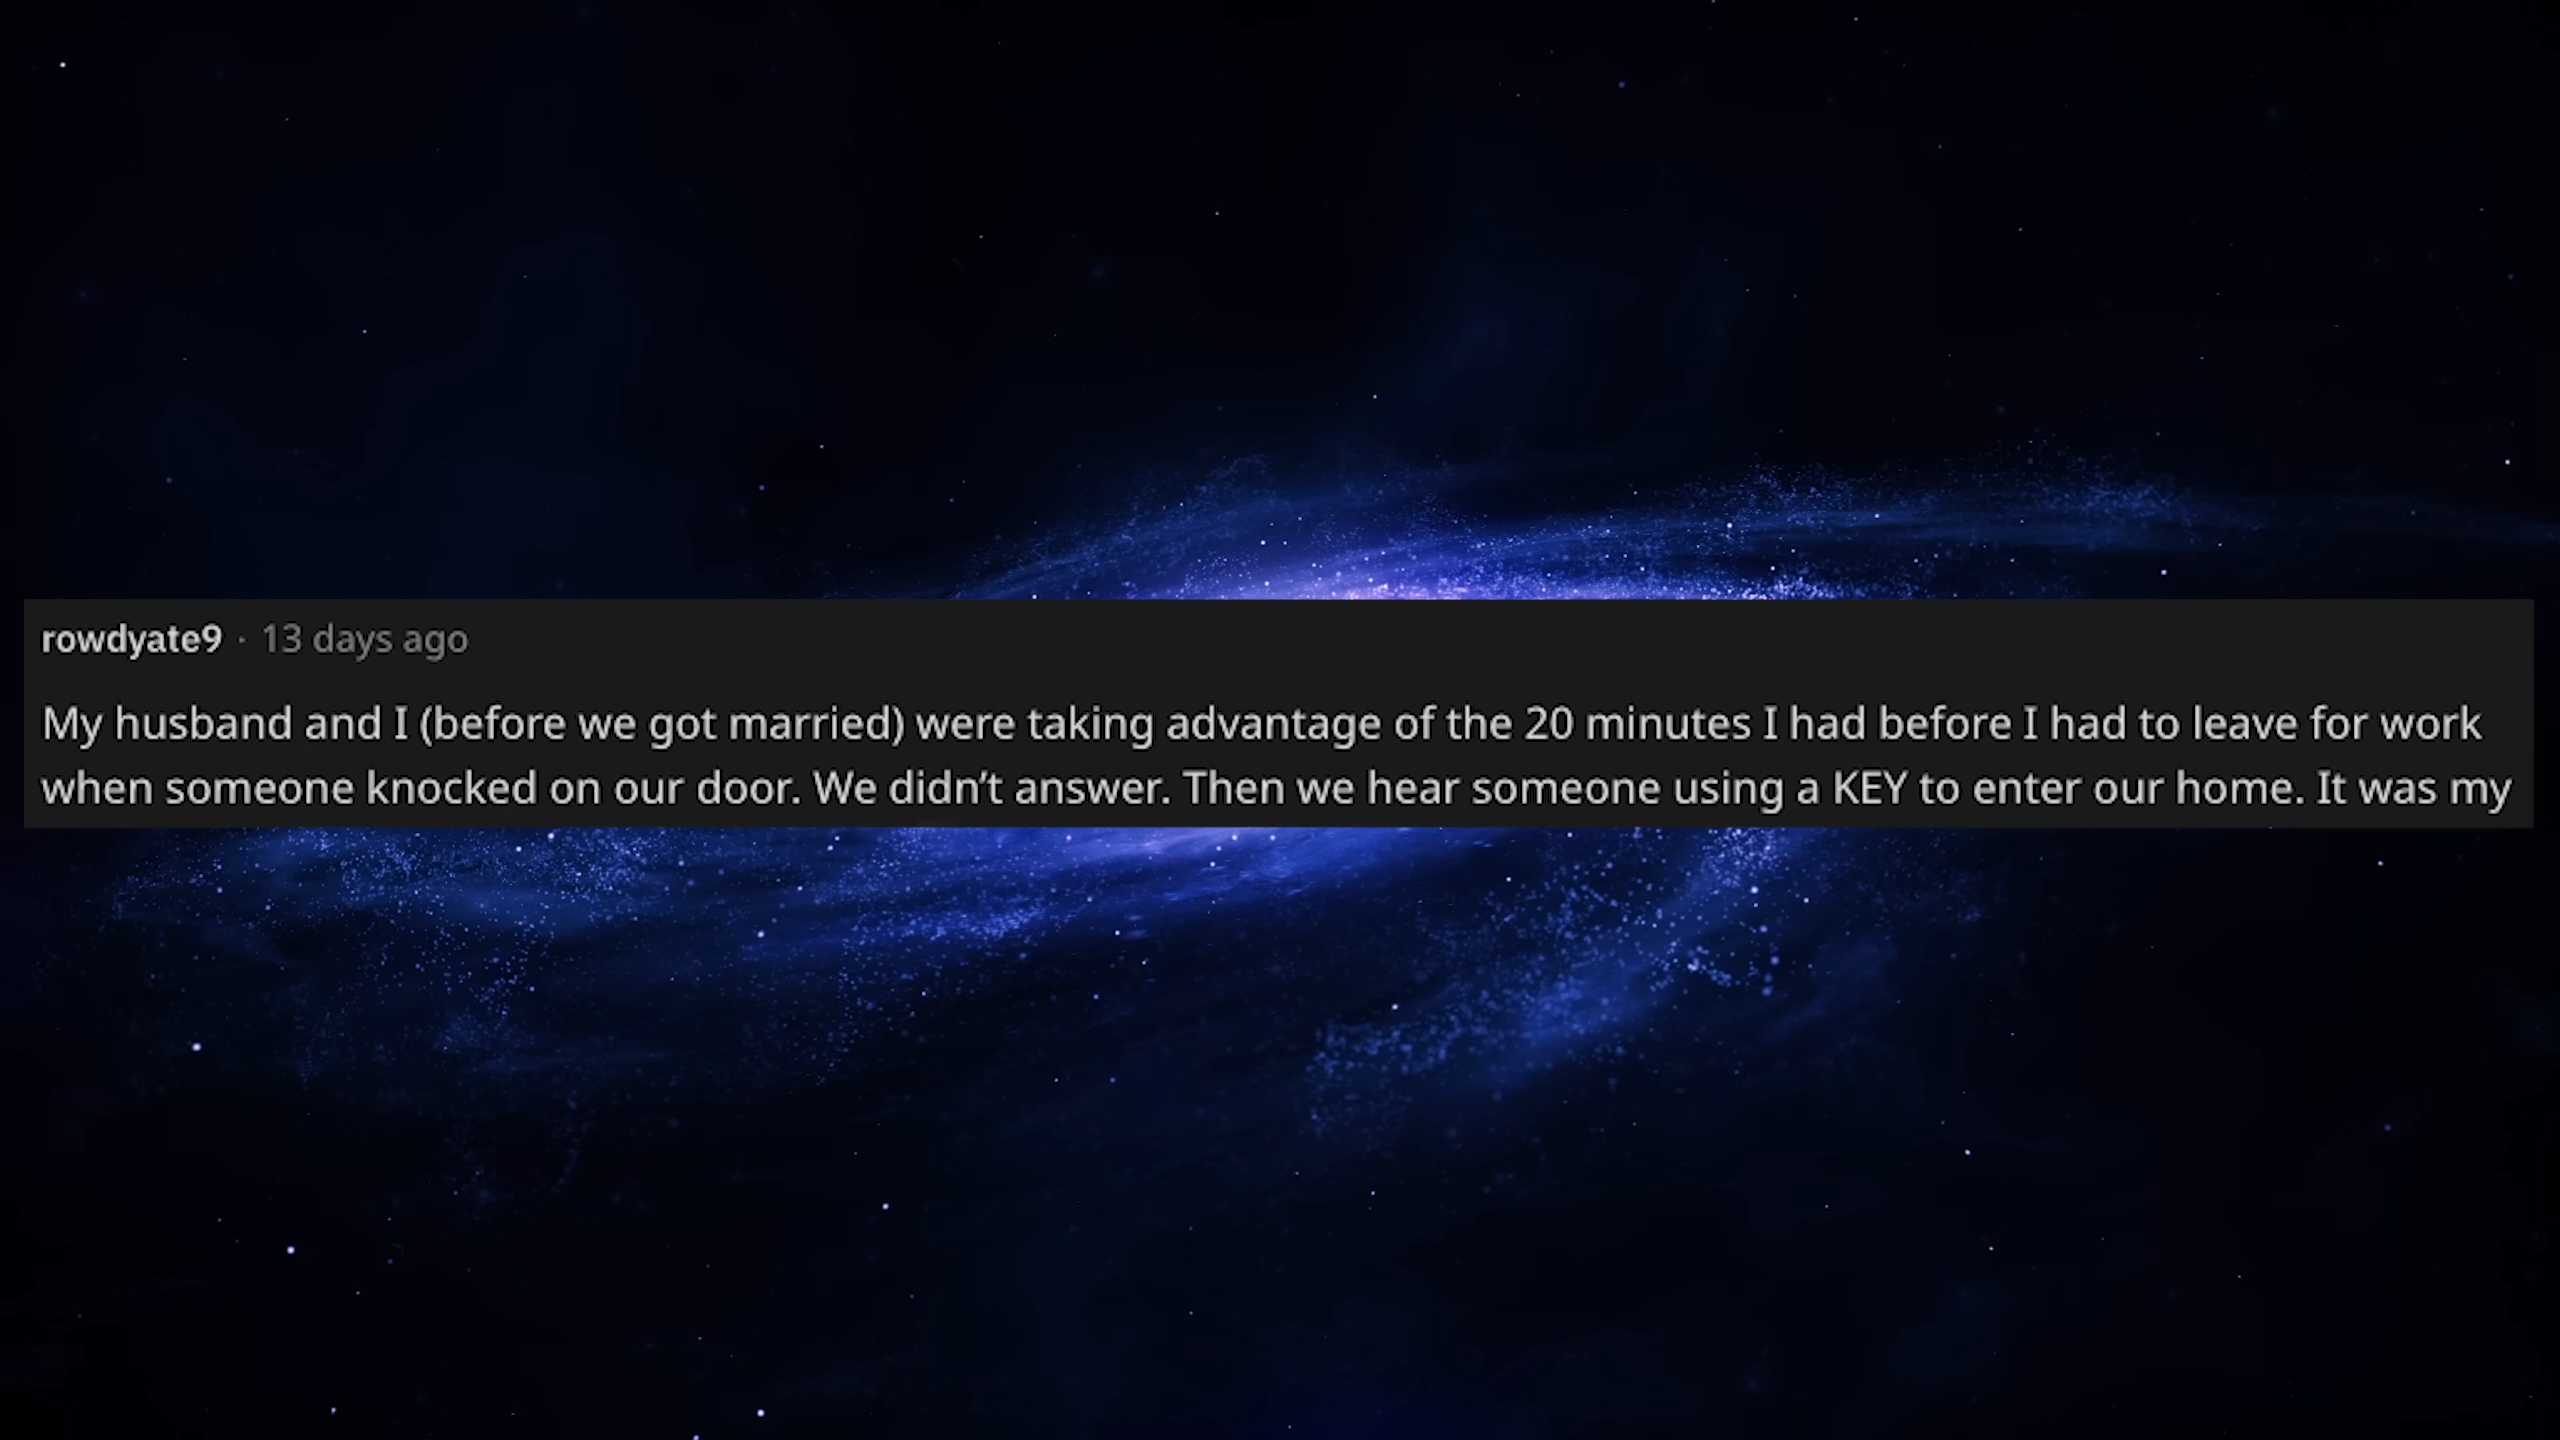 rowdyate9 · 13 days ago
My husband and I (before we got married) were taking advantage of the 20 minutes I had before I had to leave for work
when someone knocked on our door. We didn’t answer. Then we hear someone using a KEY to enter our home. It was my